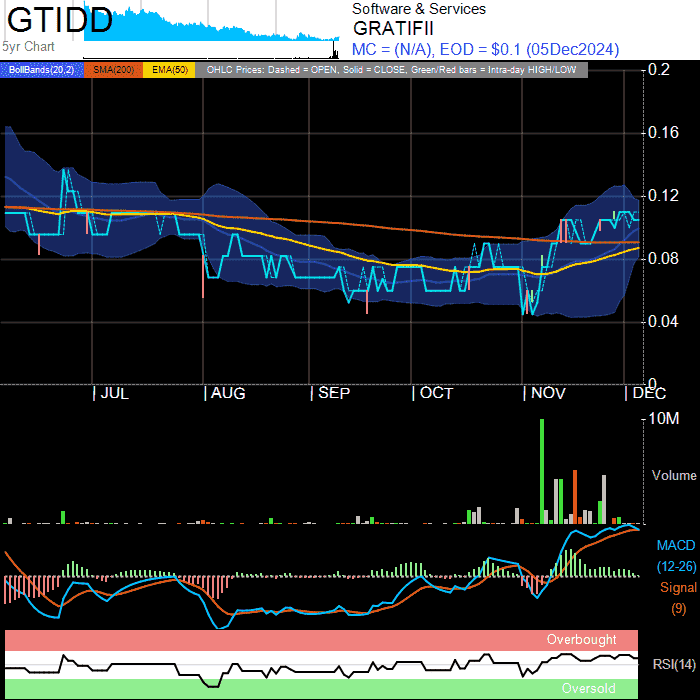 GTIDD
5yr Chart
Software & Services
GRATIFII
MC = (N/A), EOD = $0.1 (05Dec2024)
BollBands(20,2) SMA(200) EMA(50) OHLC Prices: Dashed = OPEN, Solid = CLOSE, Green/Red bars = Intra-day HIGH/LOW
0.2
0.16
0.12
0.08
0.04
0
JUL AUG SEP OCT NOV DEC
10M
Volume
MACD
(12-26)
Signal
(9)
Overbought
RSI(14)
Oversold